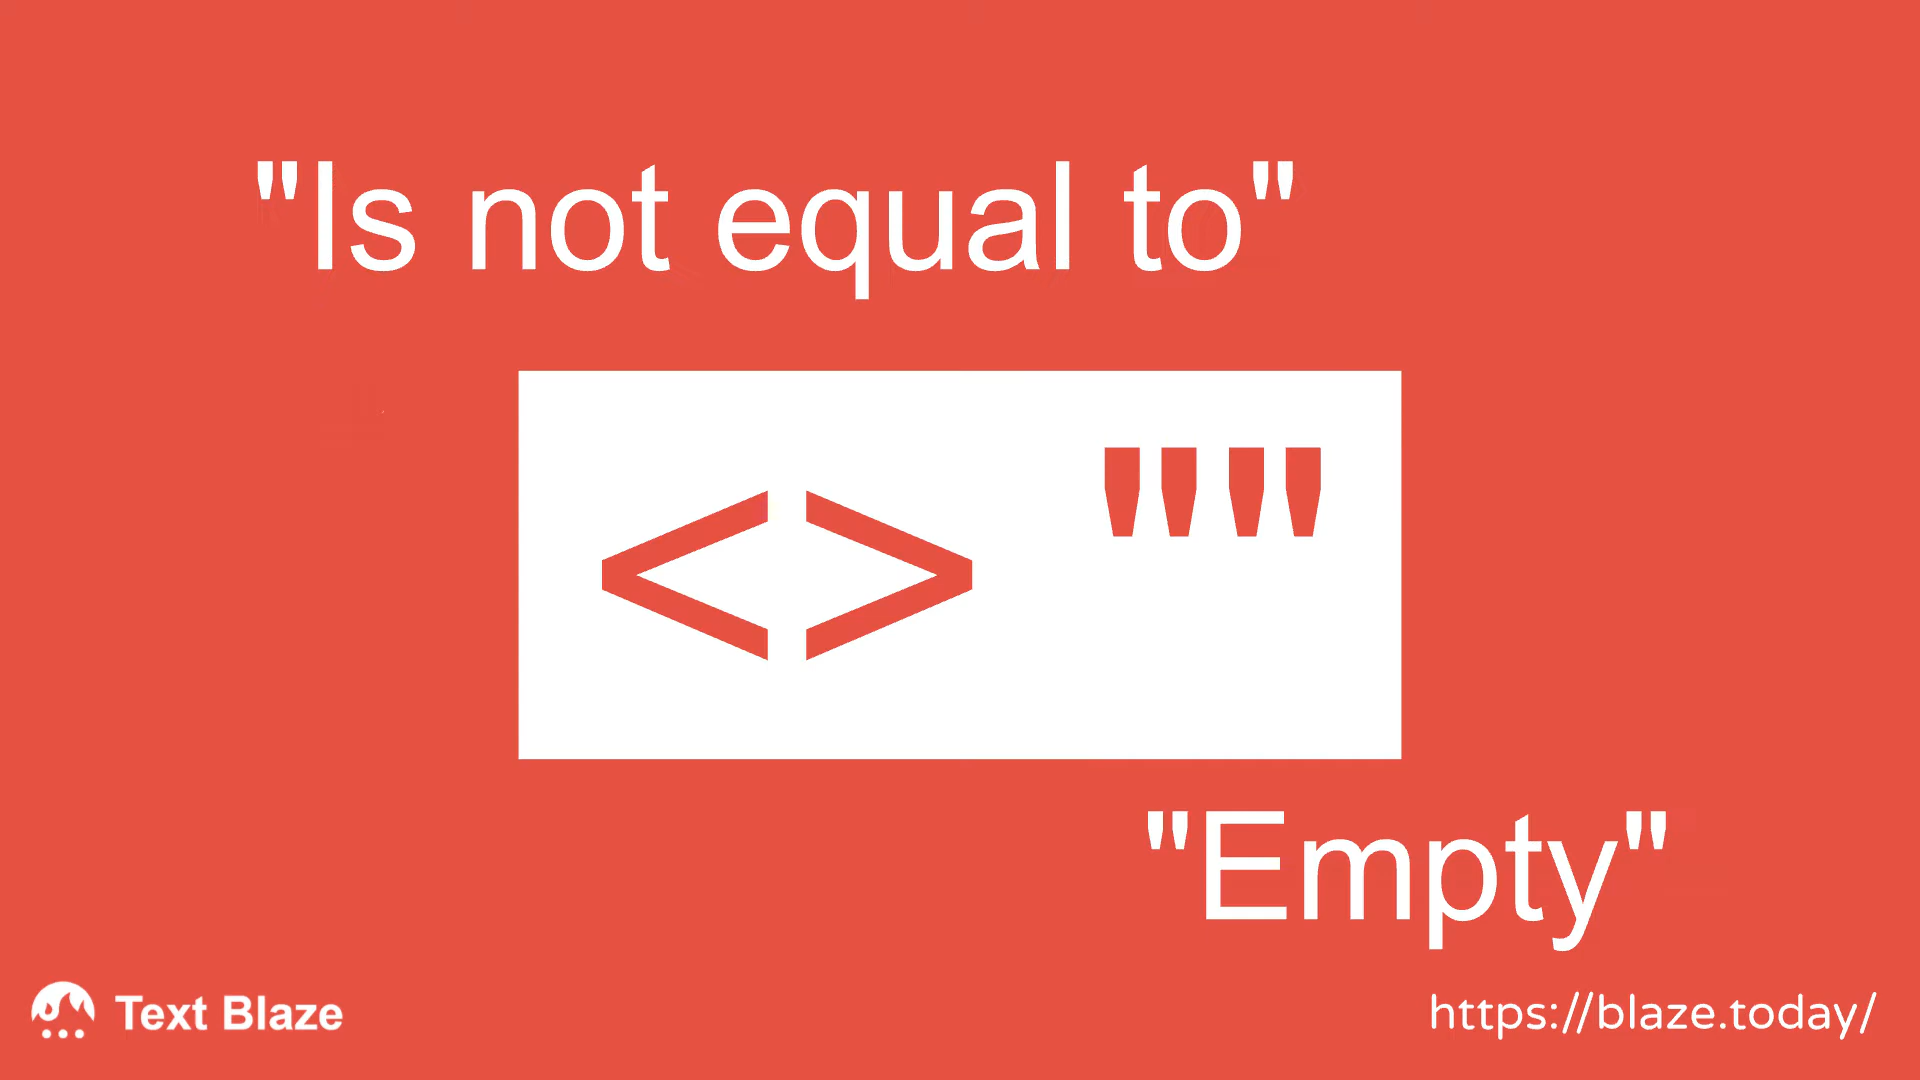 "Is not equal to"
<> ""
"Empty"
Text Blaze
https://blaze.today/